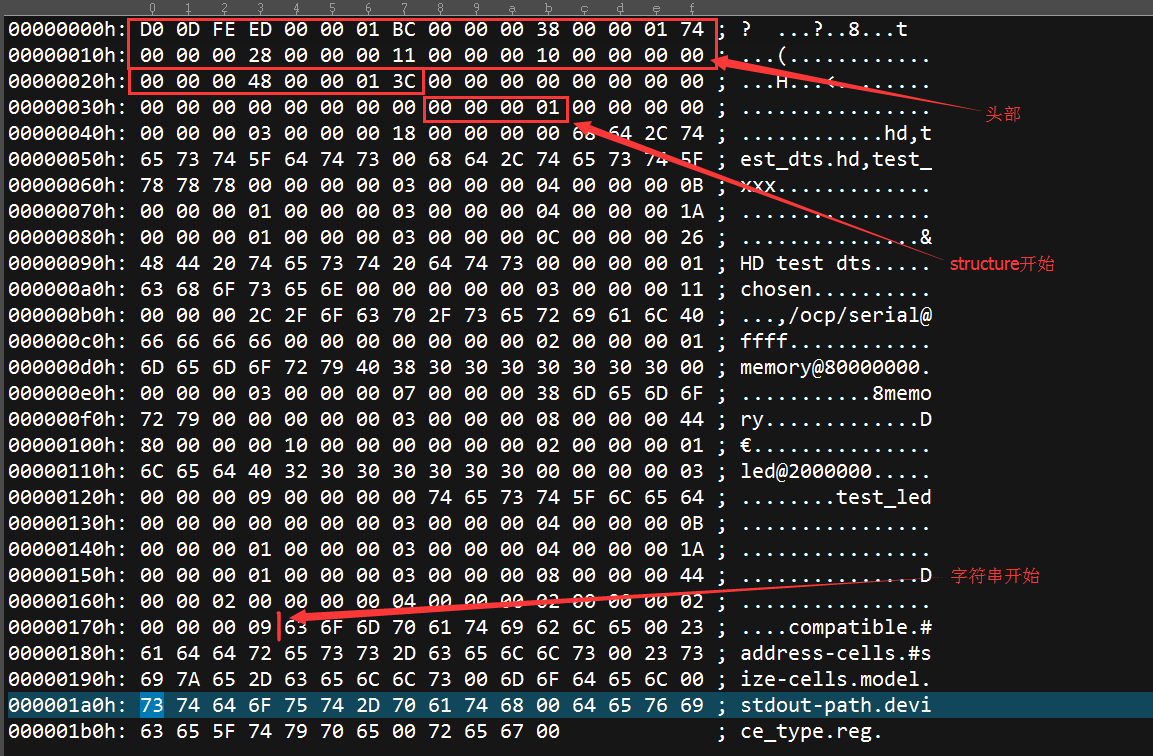 0 1 2 3 4 5 6 7 8 9 a b c d e f
00000000h: D0 0D FE ED 00 00 01 BC 00 00 00 38 00 00 01 74 ; ? ...?..8...t
00000010h: 00 00 00 28 00 00 00 11 00 00 00 10 00 00 00 00 ; ...(............
00000020h: 00 00 00 48 00 00 01 3C 00 00 00 00 00 00 00 00 ; ...H...<........
头部
00000030h: 00 00 00 00 00 00 00 00 00 00 00 01 00 00 00 00 ; ................
00000040h: 00 00 00 03 00 00 00 18 00 00 00 00 68 64 2C 74 ; ............hd,t
00000050h: 65 73 74 5F 64 74 73 00 68 64 2C 74 65 73 74 5F ; est_dts.hd,test_
00000060h: 78 78 78 00 00 00 00 03 00 00 00 04 00 00 00 0B ; xxx.............
00000070h: 00 00 00 01 00 00 00 03 00 00 00 04 00 00 00 1A ; ................
00000080h: 00 00 00 01 00 00 00 03 00 00 00 0C 00 00 00 26 ; ...............&
00000090h: 48 44 20 74 65 73 74 20 64 74 73 00 00 00 00 01 ; HD test dts.....
structure开始
000000a0h: 63 68 6F 73 65 6E 00 00 00 00 00 03 00 00 00 11 ; chosen..........
000000b0h: 00 00 00 2C 2F 6F 63 70 2F 73 65 72 69 61 6C 40 ; ...,/ocp/serial@
000000c0h: 66 66 66 66 00 00 00 00 00 00 00 02 00 00 00 01 ; ffff............
000000d0h: 6D 65 6D 6F 72 79 40 38 30 30 30 30 30 30 30 00 ; memory@80000000.
000000e0h: 00 00 00 03 00 00 00 07 00 00 00 38 6D 65 6D 6F ; ...........8memo
000000f0h: 72 79 00 00 00 00 00 03 00 00 00 08 00 00 00 44 ; ry.............D
00000100h: 80 00 00 00 10 00 00 00 00 00 00 02 00 00 00 01 ; €...............
00000110h: 6C 65 64 40 32 30 30 30 30 30 30 00 00 00 00 03 ; led@2000000.....
00000120h: 00 00 00 09 00 00 00 00 74 65 73 74 5F 6C 65 64 ; ........test_led
00000130h: 00 00 00 00 00 00 00 03 00 00 00 04 00 00 00 0B ; ................
00000140h: 00 00 00 01 00 00 00 03 00 00 00 04 00 00 00 1A ; ................
00000150h: 00 00 00 01 00 00 00 03 00 00 00 08 00 00 00 44 ; ...............D
字符串开始
00000160h: 00 00 02 00 00 00 00 04 00 00 00 02 00 00 00 02 ; ................
00000170h: 00 00 00 09 63 6F 6D 70 61 74 69 62 6C 65 00 23 ; ....compatible.#
00000180h: 61 64 64 72 65 73 73 2D 63 65 6C 6C 73 00 23 73 ; address-cells.#s
00000190h: 69 7A 65 2D 63 65 6C 6C 73 00 6D 6F 64 65 6C 00 ; ize-cells.model.
000001a0h: 73 74 64 6F 75 74 2D 70 61 74 68 00 64 65 76 69 ; stdout-path.devi
000001b0h: 63 65 5F 74 79 70 65 00 72 65 67 00 ; ce_type.reg.